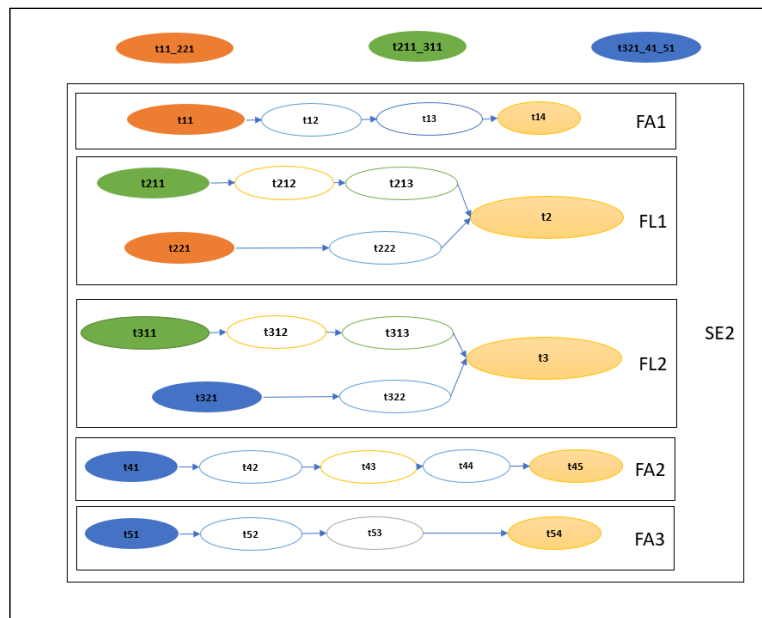 t11_221 t211_311 t321_41_51
t11 t12 t13 t14 FA1
t211 t212 t213
t2 FL1
t221 t222
t311 t312 t313
SE2
t3 FL2
t321 t322
t41 t42 t43 t44 t45 FA2
t51 t52 t53 t54 FA3